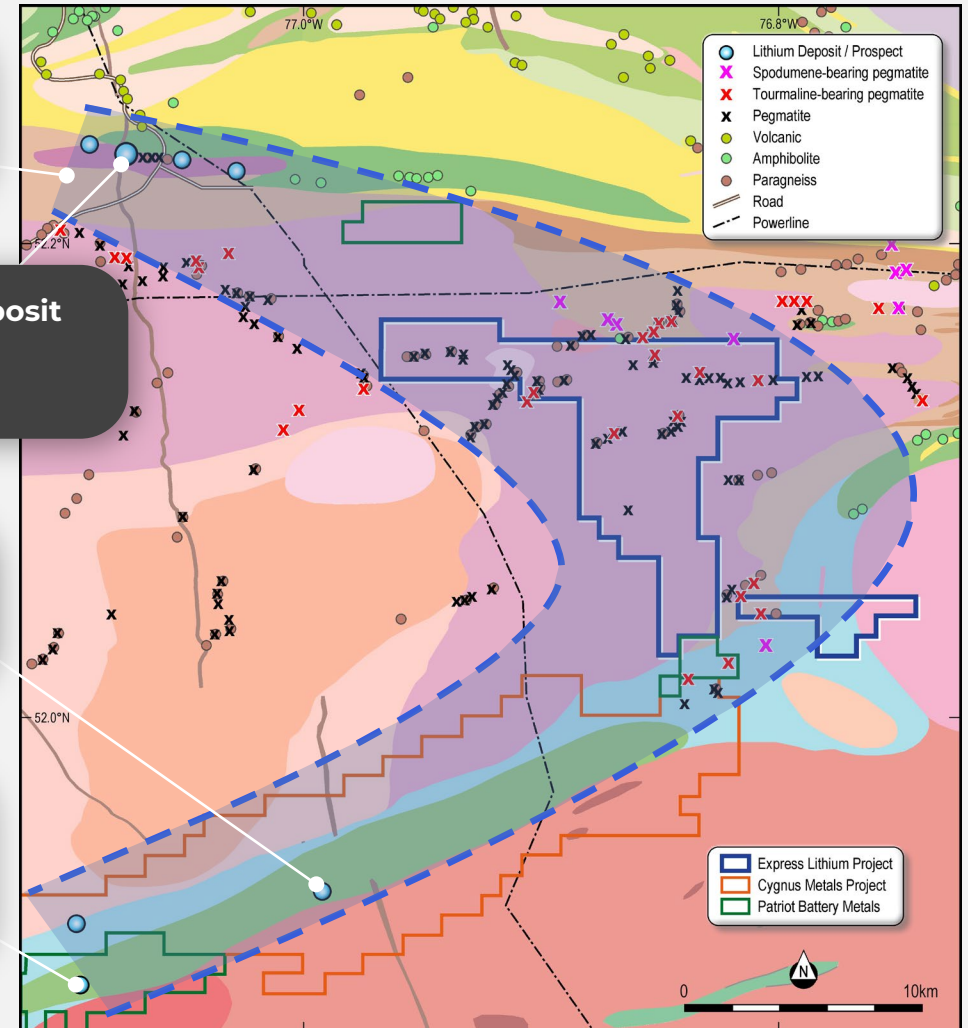 77.0°W
76.8°W
Lithium Deposit / Prospect
X Spodumene-bearing pegmatite
X Tourmaline-bearing pegmatite
x Pegmatite
Volcanic
Amphibolite
Paragneiss
Road
Powerline
52.2°N
posit
52.0°N
Express Lithium Project
Cygnus Metals Project
Patriot Battery Metals
N
0 10km